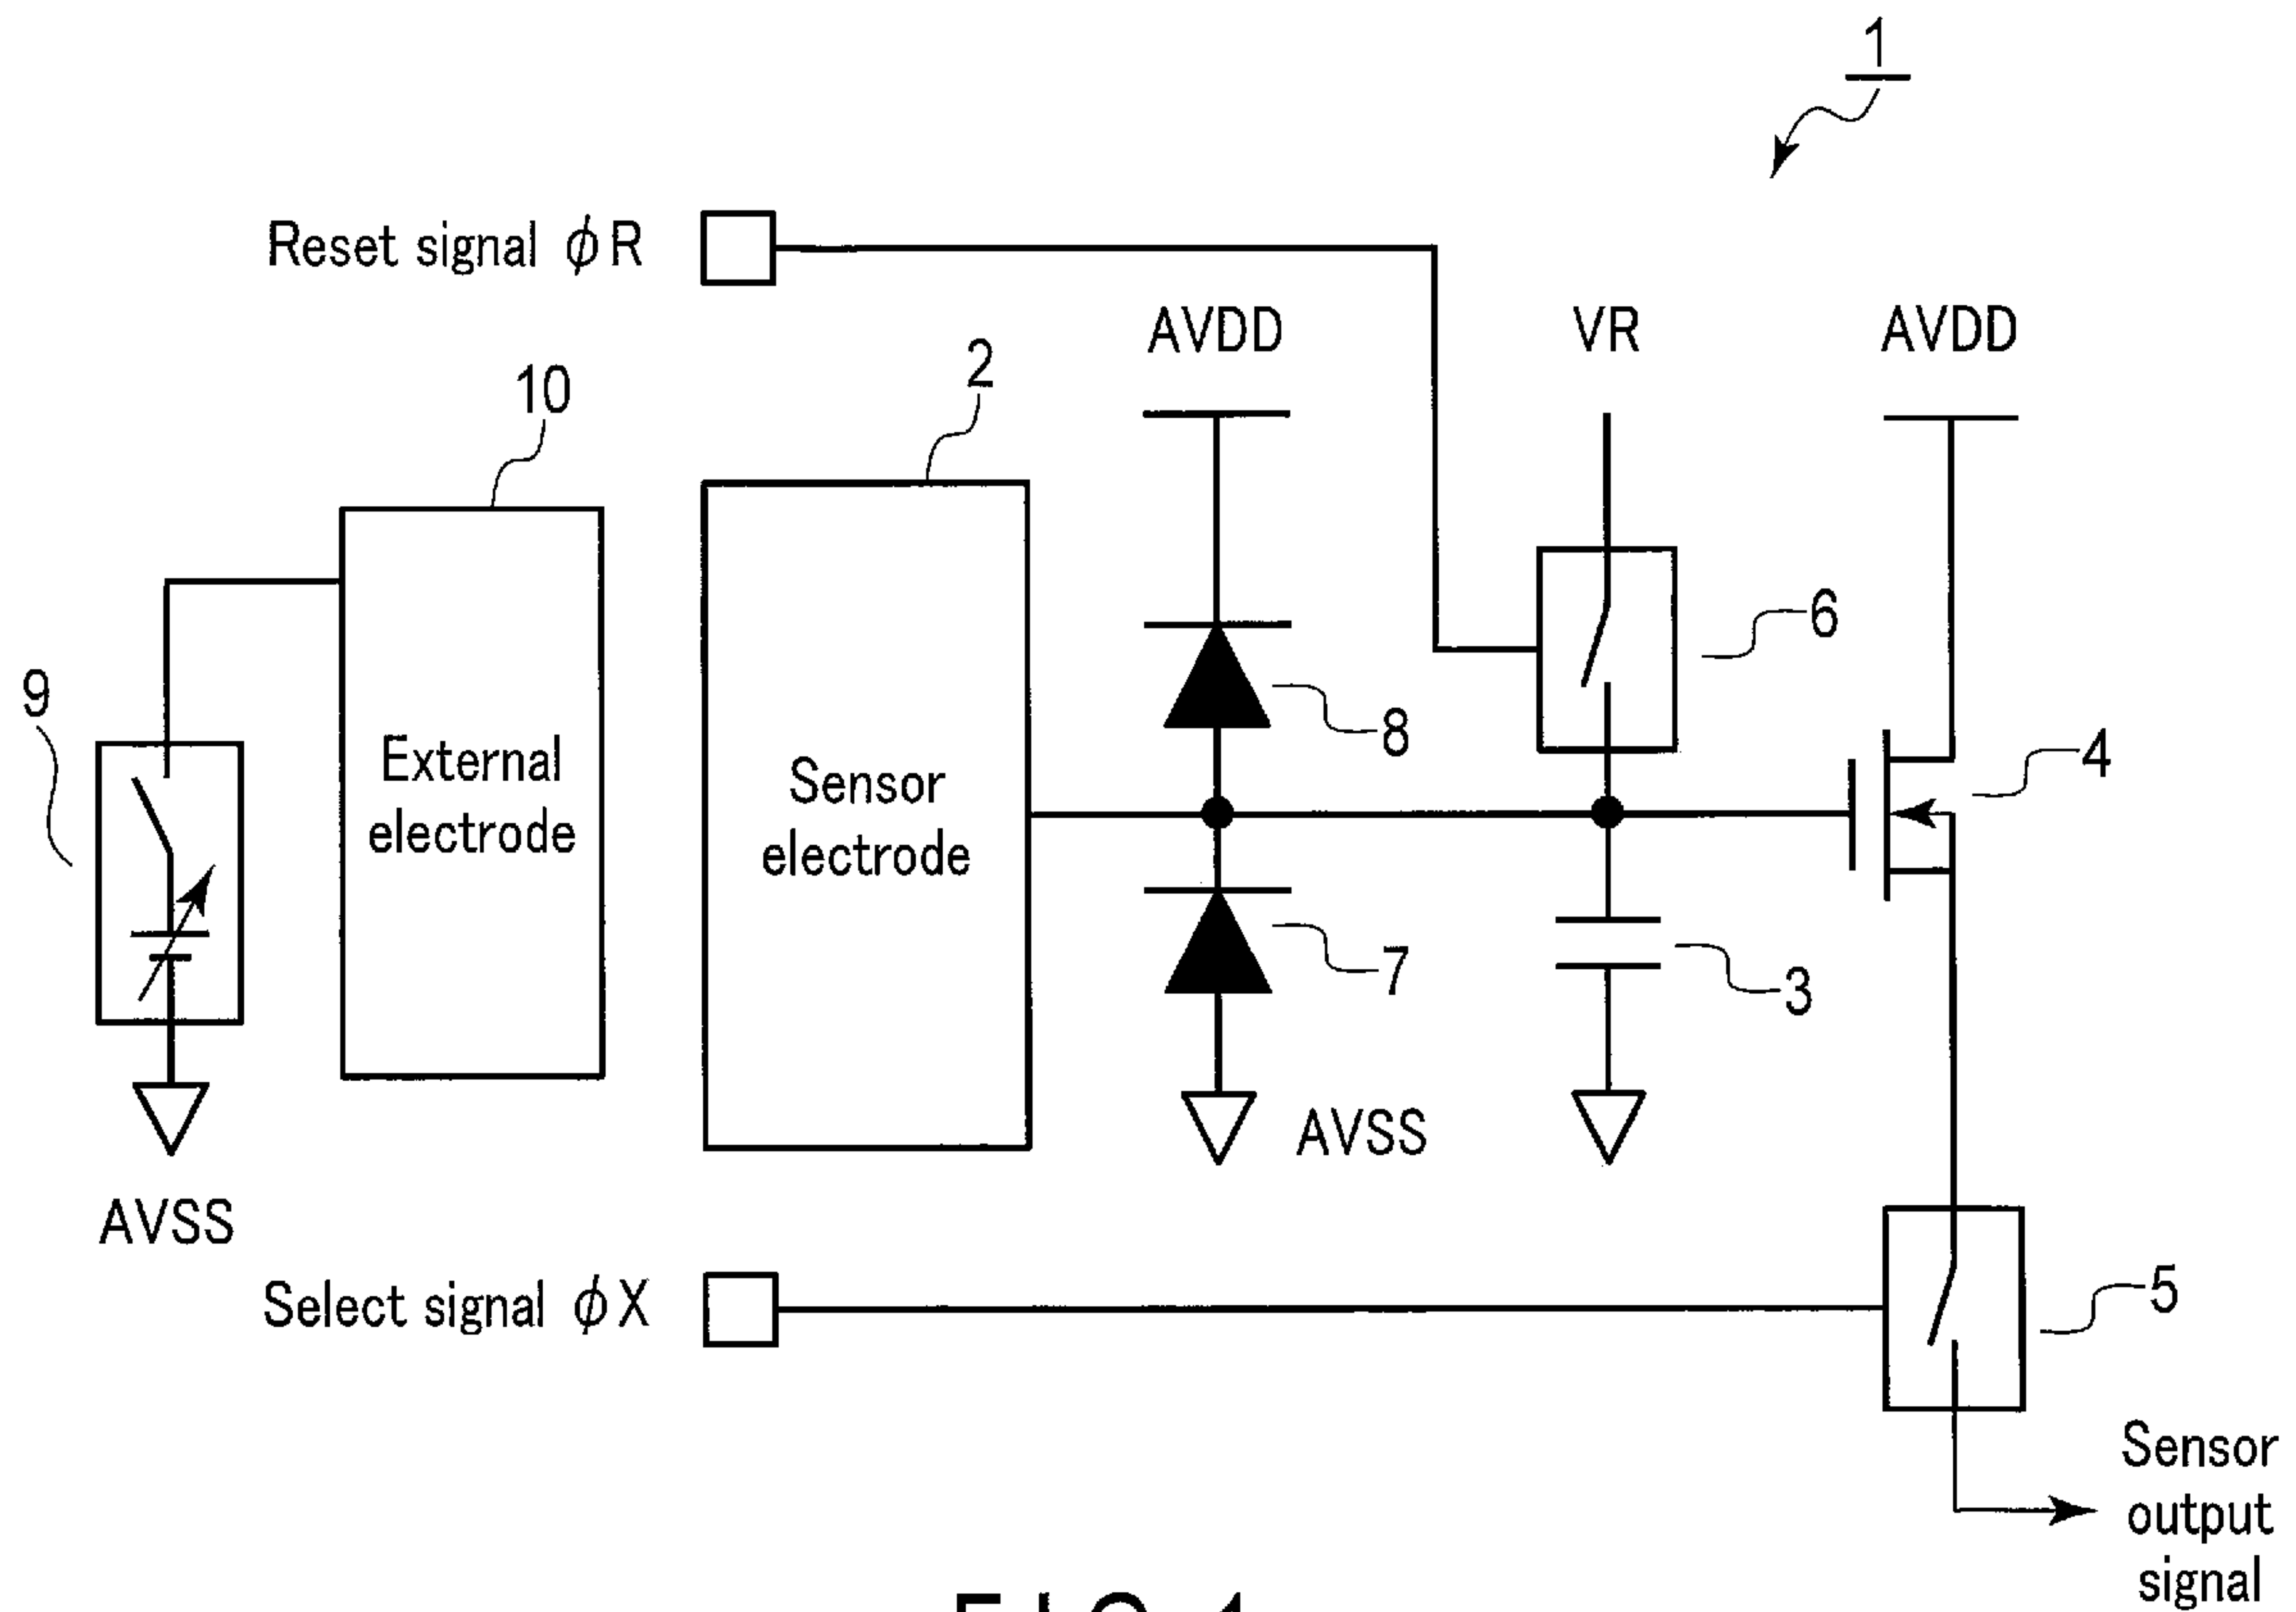 1
Reset signal φR
AVDD
VR
AVDD
10
2
6
9
8
4
External
electrode
Sensor
electrode
7
3
AVSS
AVSS
Select signal φX
5
Sensor
output
signal